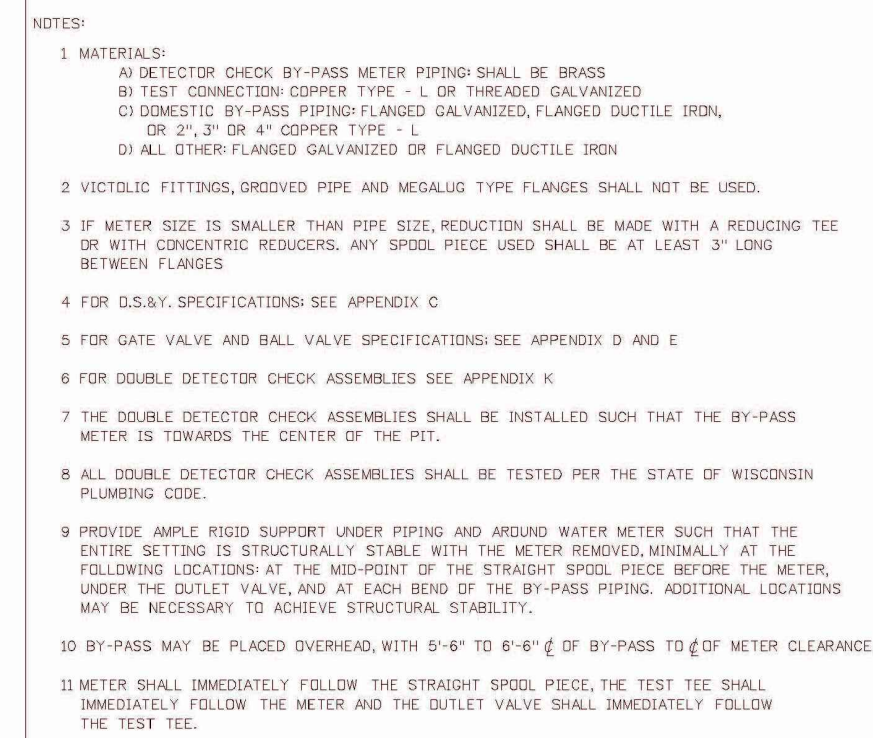 NOTES:
1 MATERIALS:
A) DETECTOR CHECK BY-PASS METER PIPING: SHALL BE BRASS
B) TEST CONNECTION: COPPER TYPE - L OR THREADED GALVANIZED
C) DOMESTIC BY-PASS PIPING: FLANGED GALVANIZED, FLANGED DUCTILE IRON,
OR 2", 3" OR 4" COPPER TYPE - L
D) ALL OTHER: FLANGED GALVANIZED OR FLANGED DUCTILE IRON
2 VICTOLIC FITTINGS, GROOVED PIPE AND MEGALUG TYPE FLANGES SHALL NOT BE USED.
3 IF METER SIZE IS SMALLER THAN PIPE SIZE, REDUCTION SHALL BE MADE WITH A REDUCING TEE
OR WITH CONCENTRIC REDUCERS. ANY SPOOL PIECE USED SHALL BE AT LEAST 3" LONG
BETWEEN FLANGES
4 FOR O.S.&Y. SPECIFICATIONS; SEE APPENDIX C
5 FOR GATE VALVE AND BALL VALVE SPECIFICATIONS; SEE APPENDIX D AND E
6 FOR DOUBLE DETECTOR CHECK ASSEMBLIES SEE APPENDIX K
7 THE DOUBLE DETECTOR CHECK ASSEMBLIES SHALL BE INSTALLED SUCH THAT THE BY-PASS
METER IS TOWARDS THE CENTER OF THE PIT.
8 ALL DOUBLE DETECTOR CHECK ASSEMBLIES SHALL BE TESTED PER THE STATE OF WISCONSIN
PLUMBING CODE.
9 PROVIDE AMPLE RIGID SUPPORT UNDER PIPING AND AROUND WATER METER SUCH THAT THE
ENTIRE SETTING IS STRUCTURALLY STABLE WITH THE METER REMOVED, MINIMALLY AT THE
FOLLOWING LOCATIONS: AT THE MID-POINT OF THE STRAIGHT SPOOL PIECE BEFORE THE METER,
UNDER THE OUTLET VALVE, AND AT EACH BEND OF THE BY-PASS PIPING. ADDITIONAL LOCATIONS
MAY BE NECESSARY TO ACHIEVE STRUCTURAL STABILITY.
10 BY-PASS MAY BE PLACED OVERHEAD, WITH 5'-6" TO 6'-6" ₵ OF BY-PASS TO ₵ OF METER CLEARANCE
11 METER SHALL IMMEDIATELY FOLLOW THE STRAIGHT SPOOL PIECE, THE TEST TEE SHALL
IMMEDIATELY FOLLOW THE METER AND THE OUTLET VALVE SHALL IMMEDIATELY FOLLOW
THE TEST TEE.